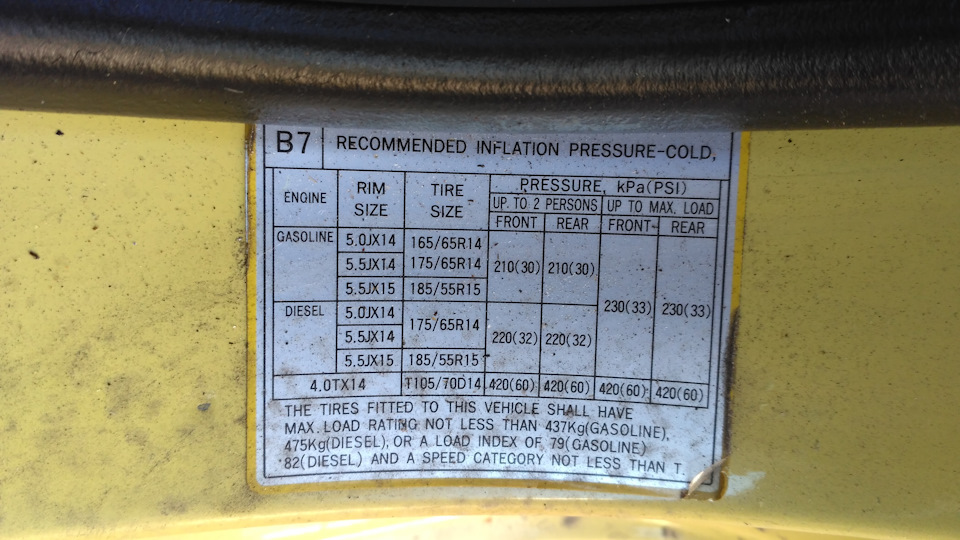 B7 RECOMMENDED INFLATION PRESSURE-COLD,
ENGINE RIM SIZE TIRE SIZE PRESSURE, kPa(PSI)
UP. TO 2 PERSONS UP TO MAX. LOAD
FRONT REAR FRONT REAR
GASOLINE 5.0JX14 165/65R14 210(30) 210(30) 230(33) 230(33)
5.5JX14 175/65R14
5.5JX15 185/55R15
DIESEL 5.0JX14 175/65R14 220(32) 220(32)
5.5JX14
5.5JX15 185/55R15
4.0TX14 T105/70D14 420(60) 420(60) 420(60) 420(60)
THE TIRES FITTED TO THIS VEHICLE SHALL HAVE
MAX. LOAD RATING NOT LESS THAN 437Kg(GASOLINE),
475Kg(DIESEL), OR A LOAD INDEX OF 79(GASOLINE)
82(DIESEL) AND A SPEED CATEGORY NOT LESS THAN T.